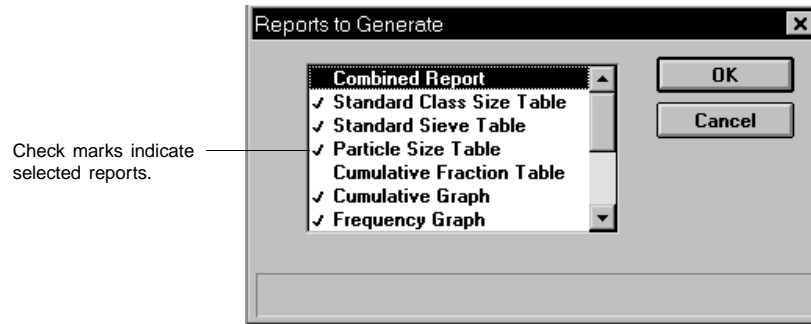 Reports to Generate
Combined Report
✓ Standard Class Size Table
✓ Standard Sieve Table
✓ Particle Size Table
Cumulative Fraction Table
✓ Cumulative Graph
✓ Frequency Graph
OK
Cancel
Check marks indicate
selected reports.